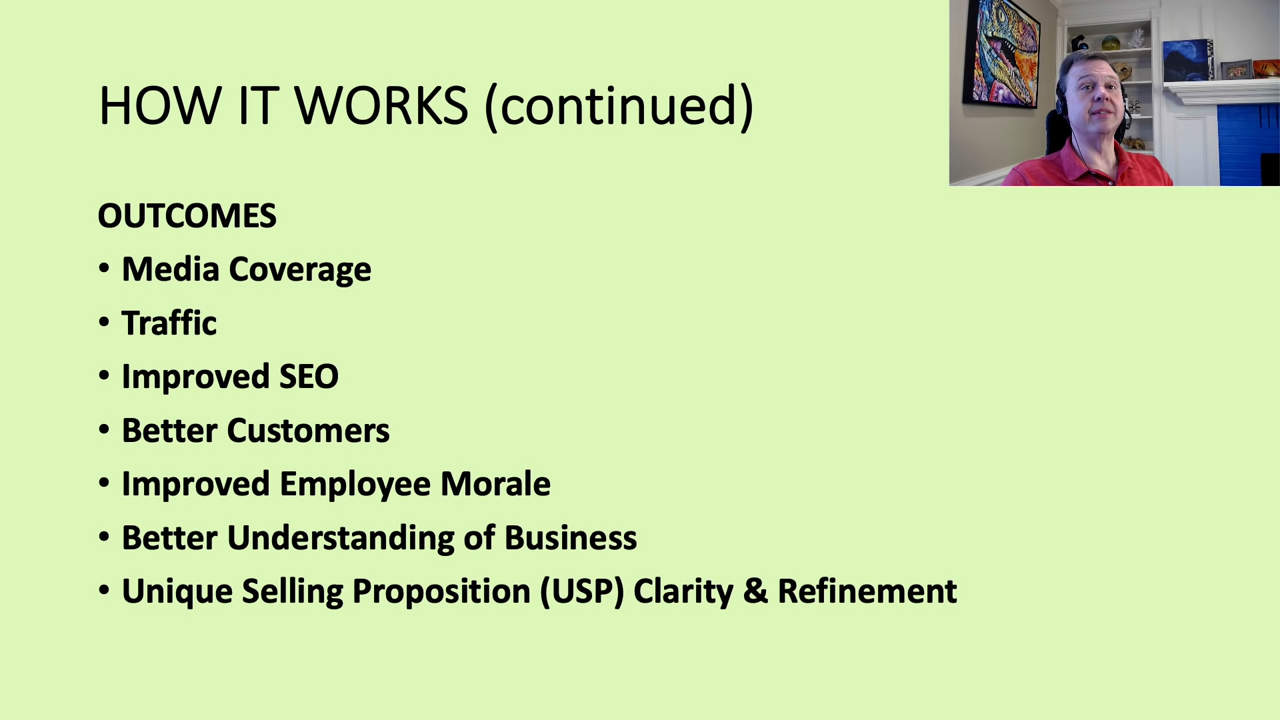 HOW IT WORKS (continued)
OUTCOMES
• Media Coverage
• Traffic
• Improved SEO
• Better Customers
• Improved Employee Morale
• Better Understanding of Business
• Unique Selling Proposition (USP) Clarity & Refinement